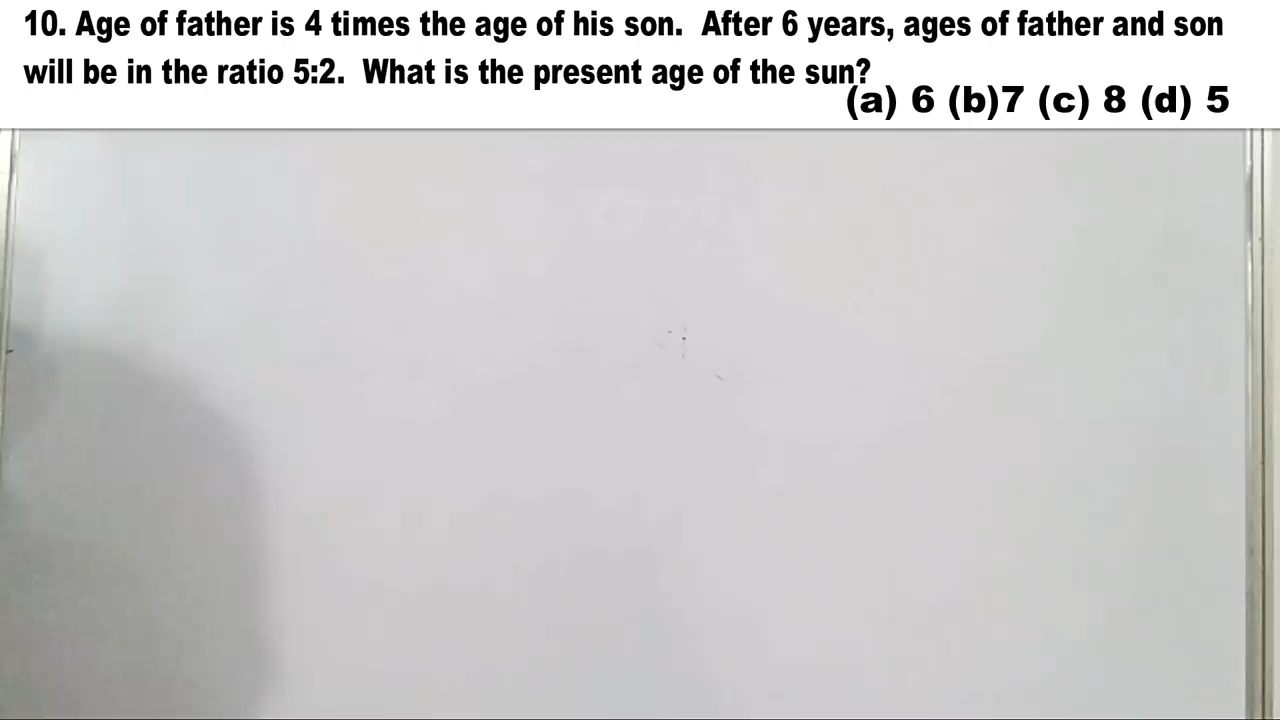 10. Age of father is 4 times the age of his son. After 6 years, ages of father and son
will be in the ratio 5:2. What is the present age of the sun?
(a) 6 (b)7 (c) 8 (d) 5